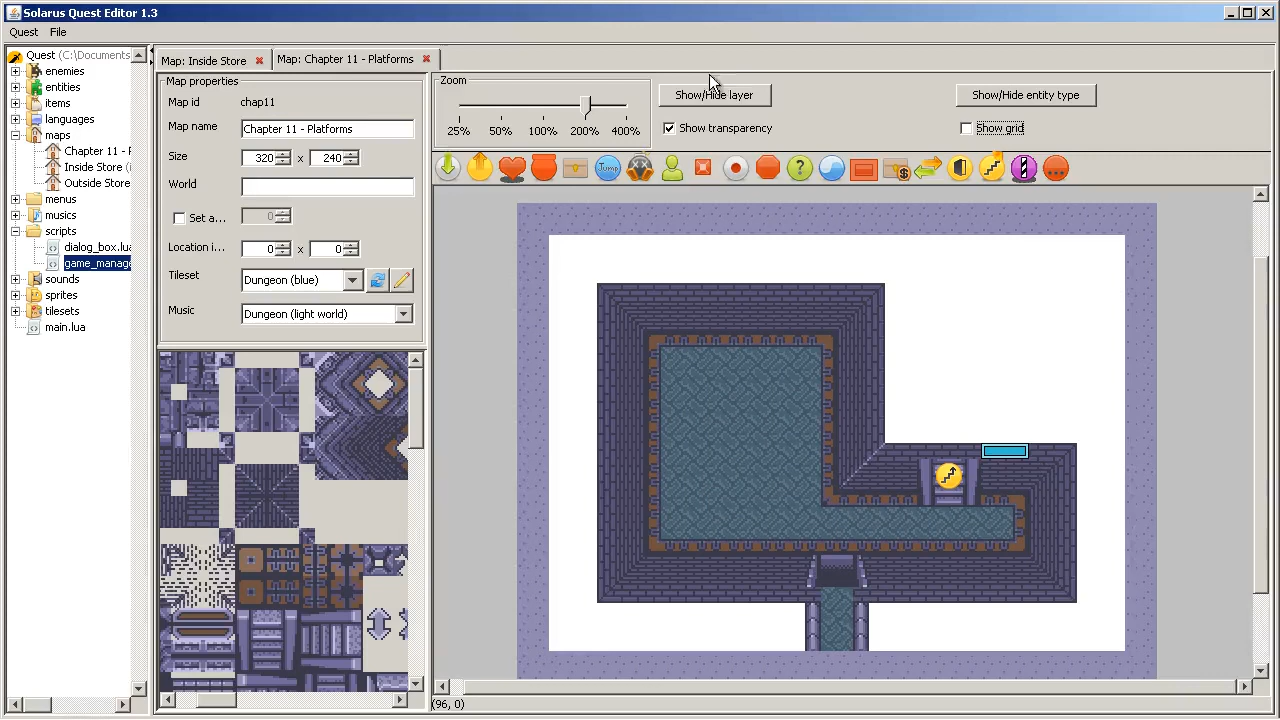 Solarus Quest Editor 1.3
Quest File
Quest (C:\Documents
enemies
entities
items
languages
maps
Chapter 11 -
Inside Store (
Outside Store
menus
musics
scripts
dialog_box.lua
game_manage
sounds
sprites
main.lua
Map: Inside Store
Map: Chapter 11 - Platforms
Map properties
Map id chap11
Map name Chapter 11 - Platforms
Size 320 x 240
World
Set a... 0
Location i... 0 x 0
Tileset Dungeon (blue)
Music Dungeon (light world)
Zoom
25% 50% 100% 200% 400%
Show/Hide layer
Show transparency
Show/Hide entity type
Show grid
Jump
?
$
(96, 0)